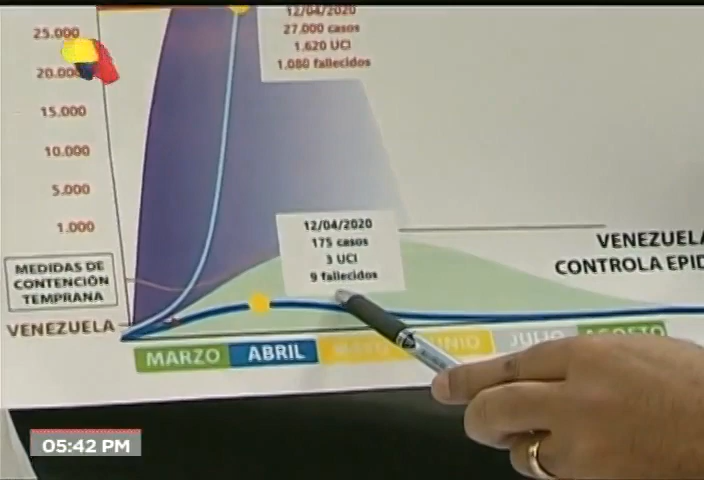 12/04/2020
27.000 casos
1.620 UCI
1.080 fallecidos
25.000
20.000
15.000
10.000
5.000
1.000
12/04/2020
175 casos
3 UCI
9 fallecidos
VENEZUELA
CONTROLA EPID
MEDIDAS DE
CONTENCIÓN
TEMPRANA
VENEZUELA
MARZO ABRIL MAYO JUNIO JULIO AGOSTO
05:42 PM